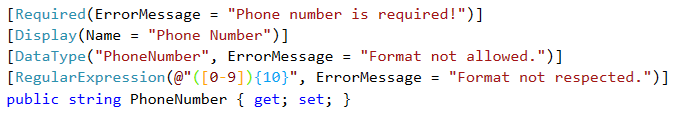 [Required(ErrorMessage = "Phone number is required!")]
[Display(Name = "Phone Number")]
[DataType("PhoneNumber", ErrorMessage = "Format not allowed.")]
[RegularExpression(@"([0-9]){10}", ErrorMessage = "Format not respected.")]
public string PhoneNumber { get; set; }